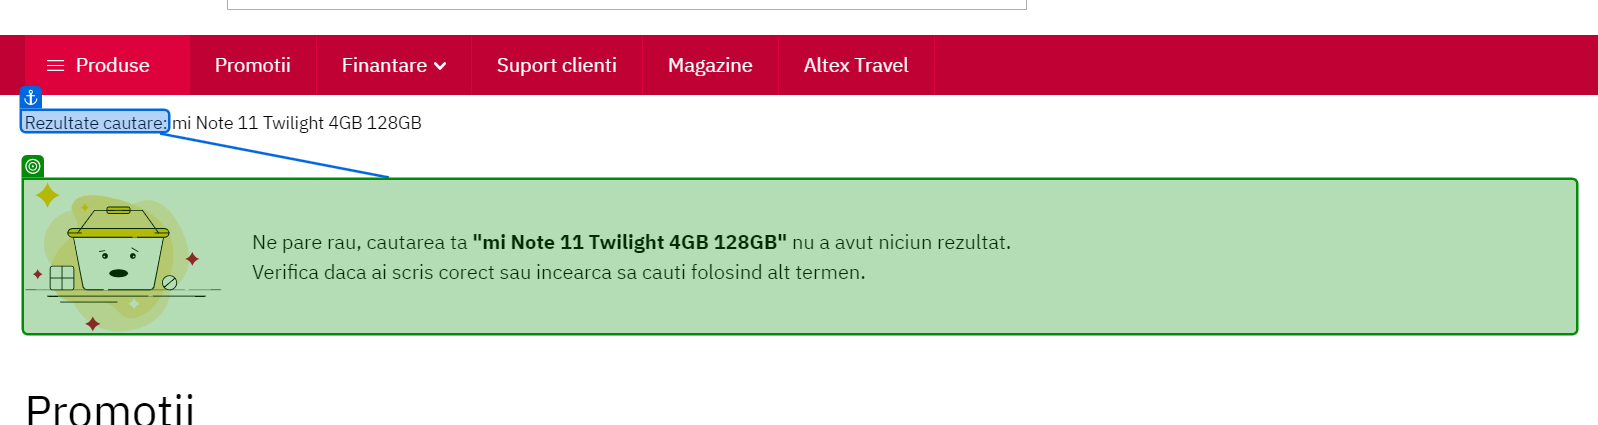 Produse Promotii Finantare Suport clienti Magazine Altex Travel
Rezultate cautare: mi Note 11 Twilight 4GB 128GB
Ne pare rau, cautarea ta "mi Note 11 Twilight 4GB 128GB" nu a avut niciun rezultat.
Verifica daca ai scris corect sau incearca sa cauti folosind alt termen.
Promotii